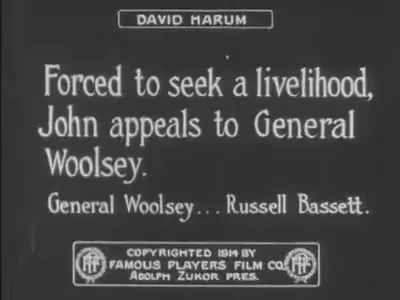 DAVID HARUM
Forced to seek a livelihood,
John appeals to General
Woolsey.
General Woolsey... Russell Bassett.
COPYRIGHTED 1914 BY
FAMOUS PLAYERS FILM CO.
ADOLPH ZUKOR PRES.